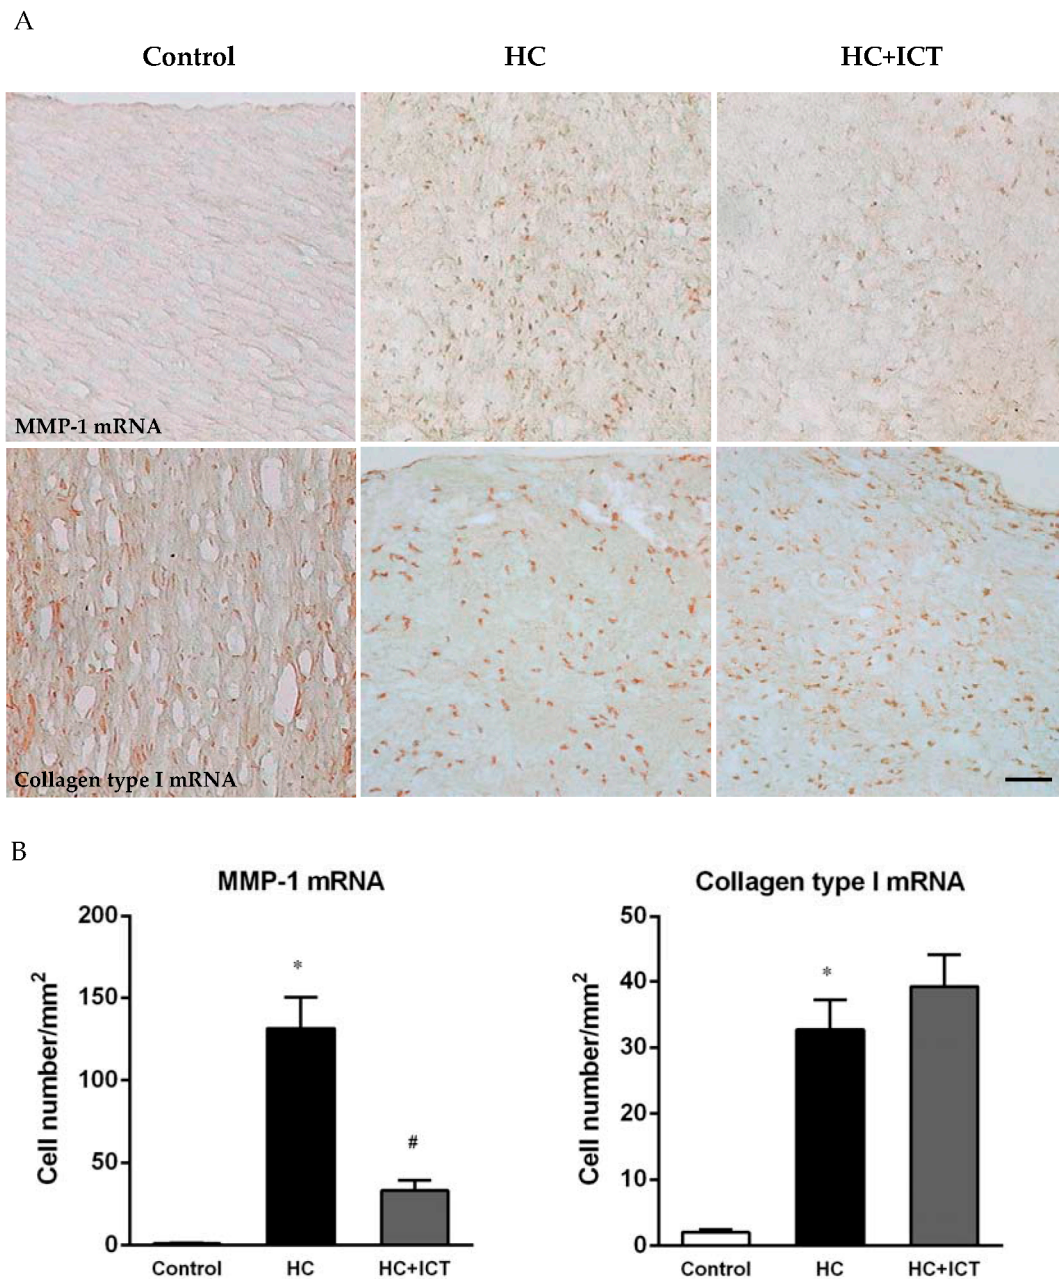 A
Control HC HC+ICT
MMP-1 mRNA
Collagen type I mRNA
B
MMP-1 mRNA
Cell number/mm²
200
150
100
50
0
*
#
Control HC HC+ICT
Collagen type I mRNA
Cell number/mm²
50
40
30
20
10
0
*
Control HC HC+ICT